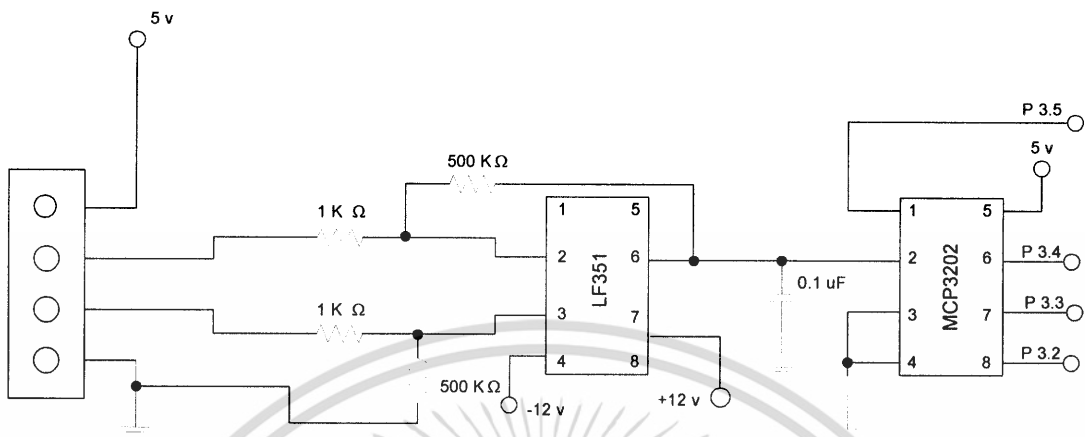 5 v
P 3.5
5 v
500 K Ω
1 K Ω
1 5
1 5
2 6
LF351
0.1 uF
2 6
MCP3202
P 3.4
1 K Ω
3 7
3 7
P 3.3
4 8
4 8
P 3.2
500 K Ω
-12 v
+12 v